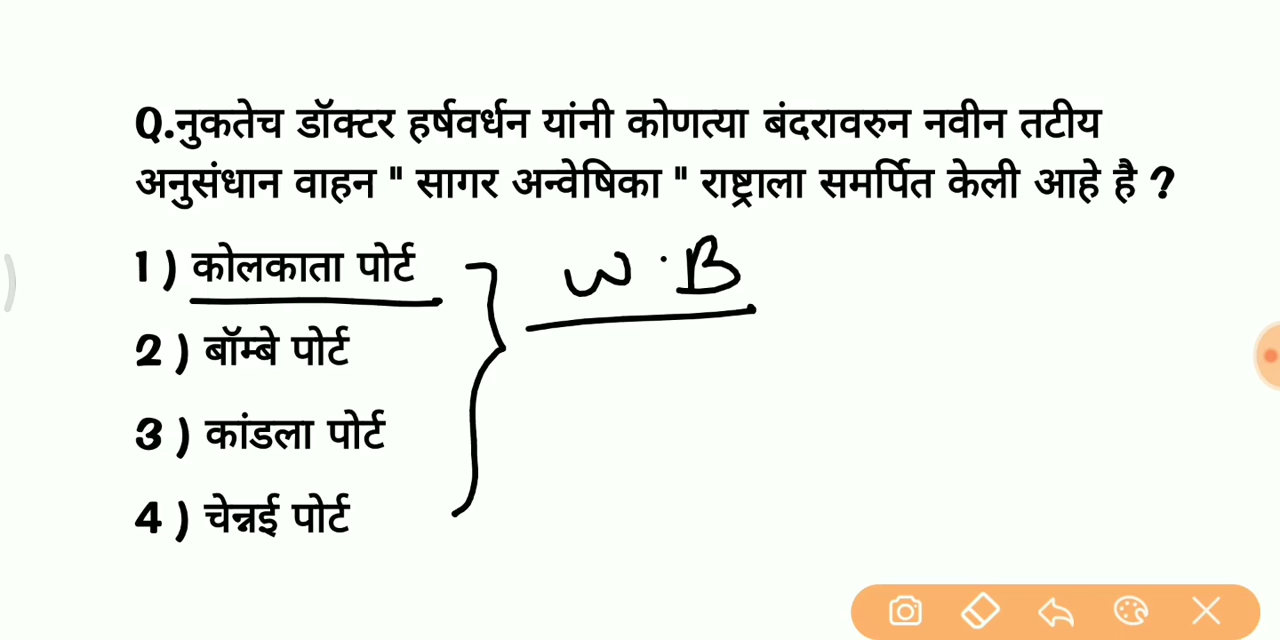 Q.नुकतेच डॉक्टर हर्षवर्धन यांनी कोणत्या बंदरावरुन नवीन तटीय
अनुसंधान वाहन " सागर अन्वेषिका " राष्ट्राला समर्पित केली आहे है ?
1 ) कोलकाता पोर्ट
W.B
2 ) बॉम्बे पोर्ट
3 ) कांडला पोर्ट
4 ) चेन्नई पोर्ट